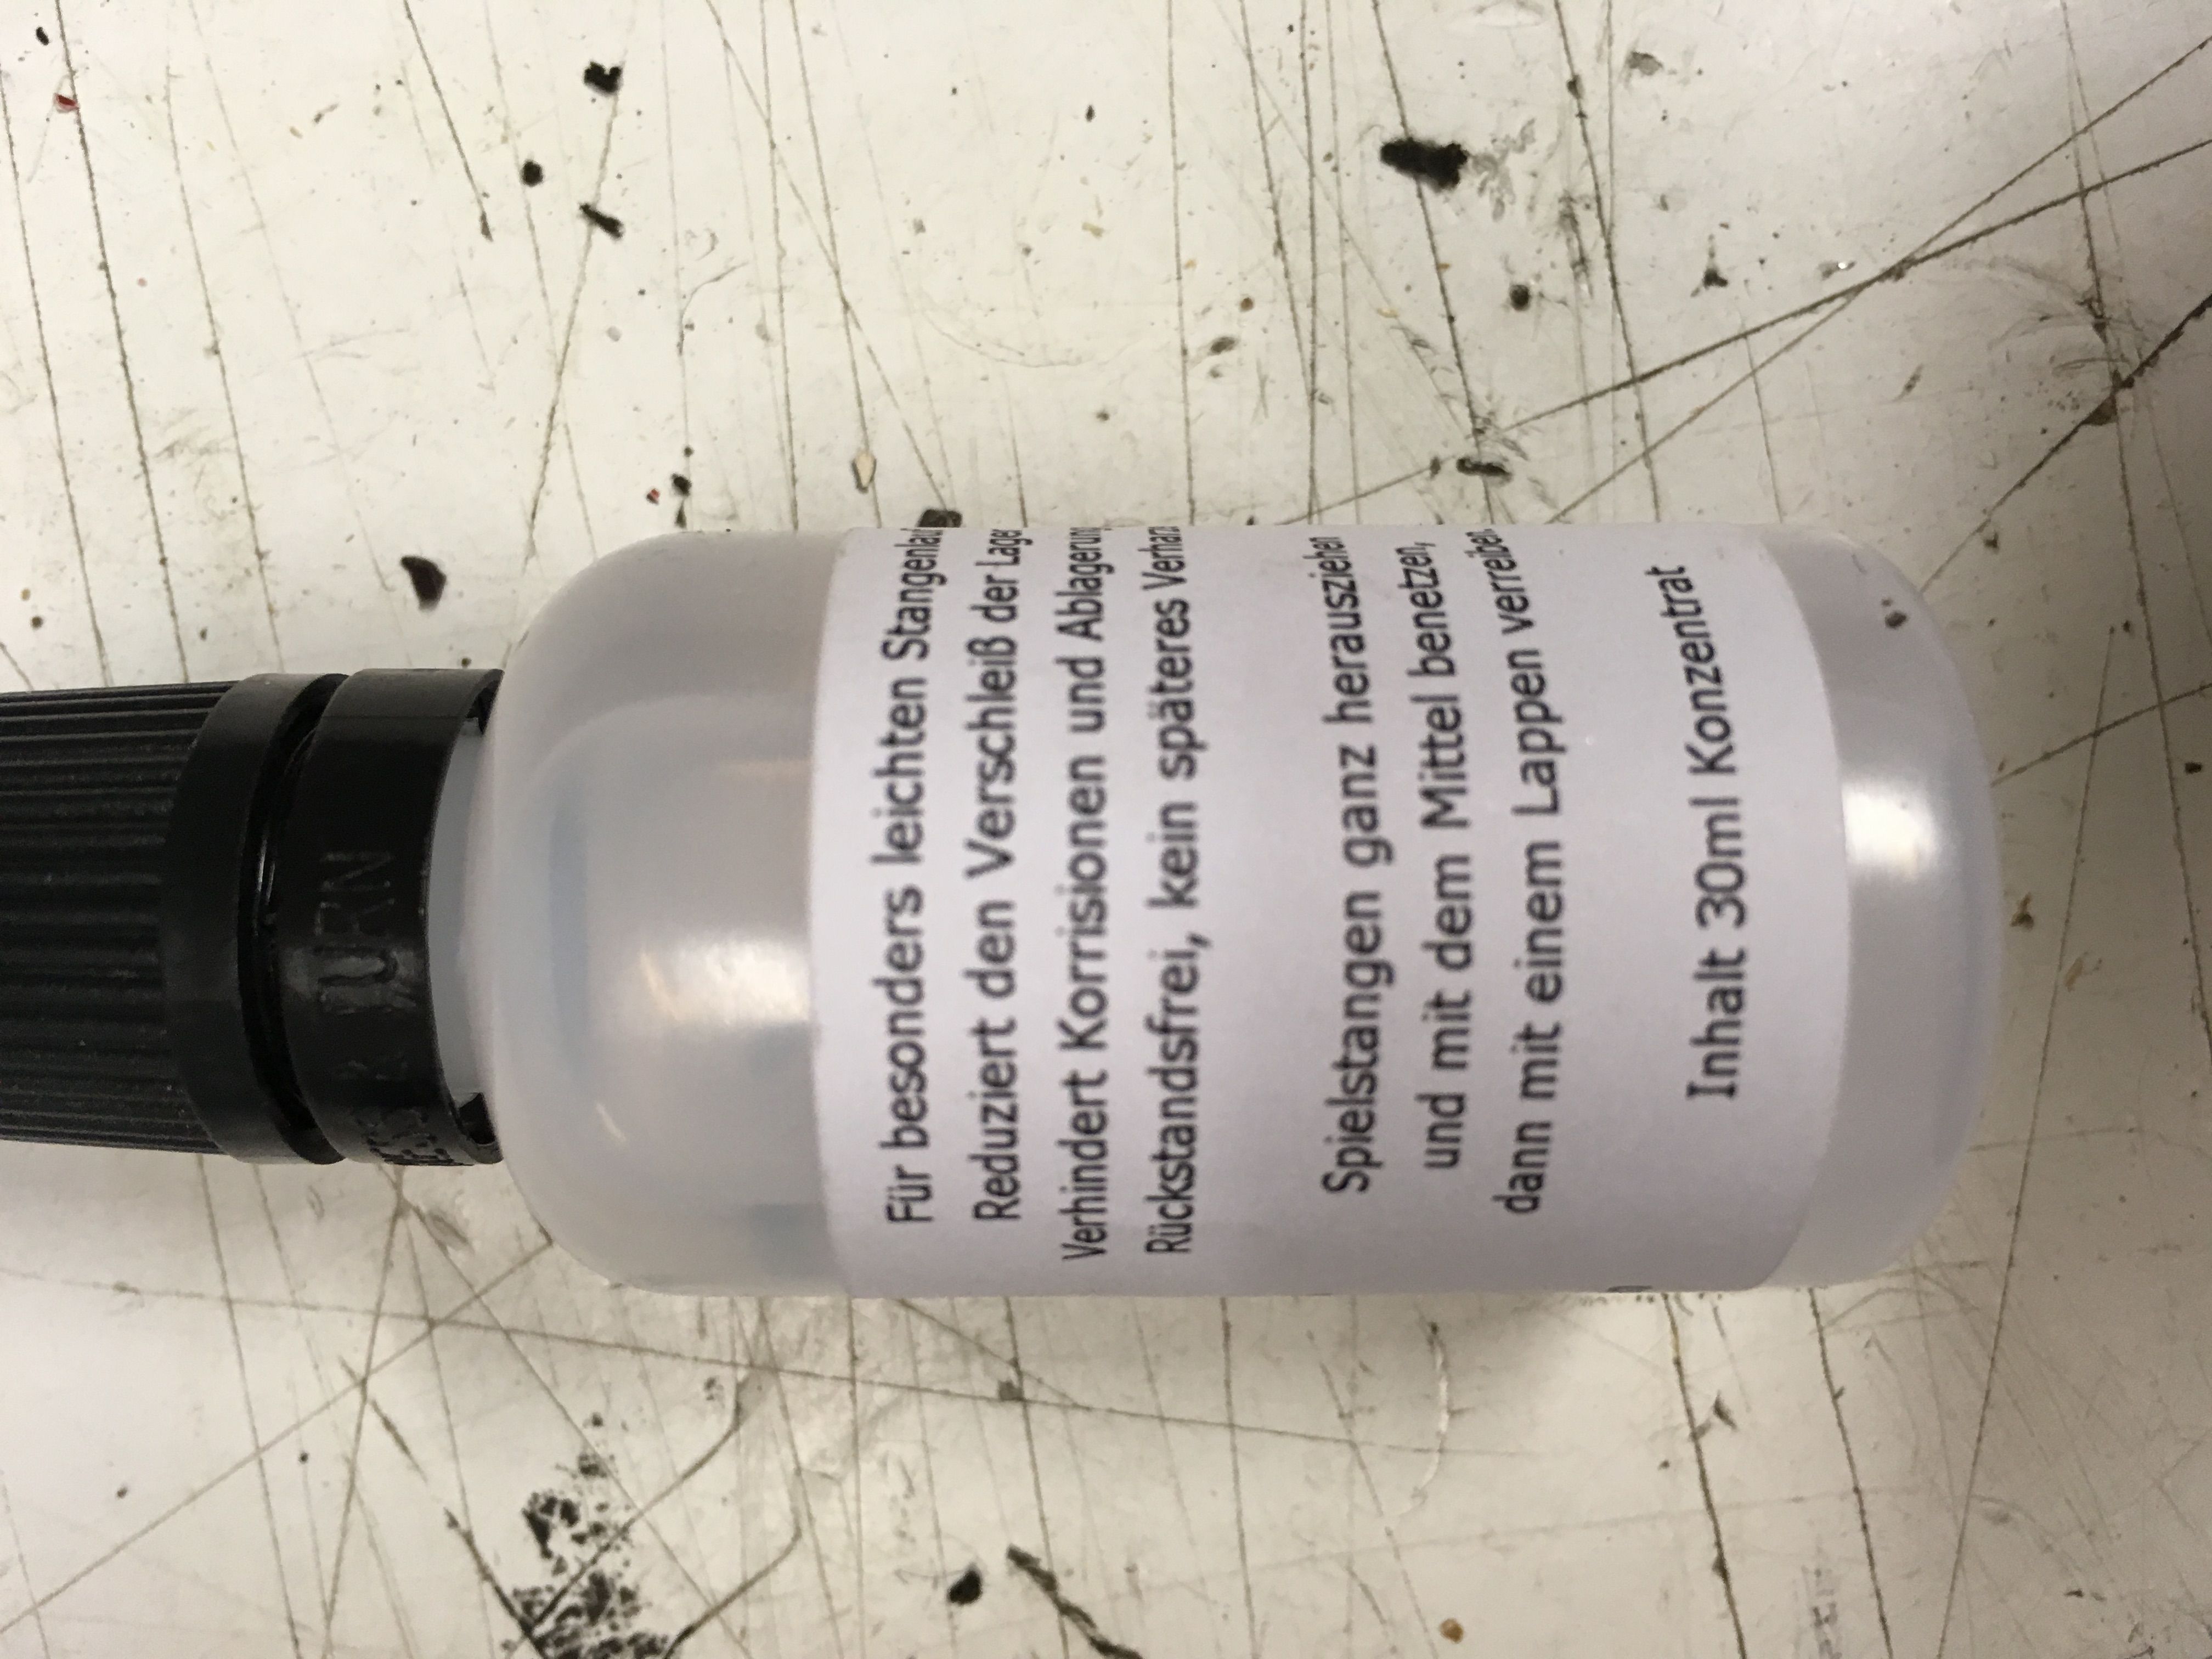 Für besonders leichten
Reduziert den Verschleiß der
Verhindert Korrisionen und
Rückstandsfrei, kein späteres
Spielstangen ganz herausziehen
und mit dem Mittel benetzen,
dann mit einem Lappen verreiben
Inhalt 30ml Konzentrat
TURN